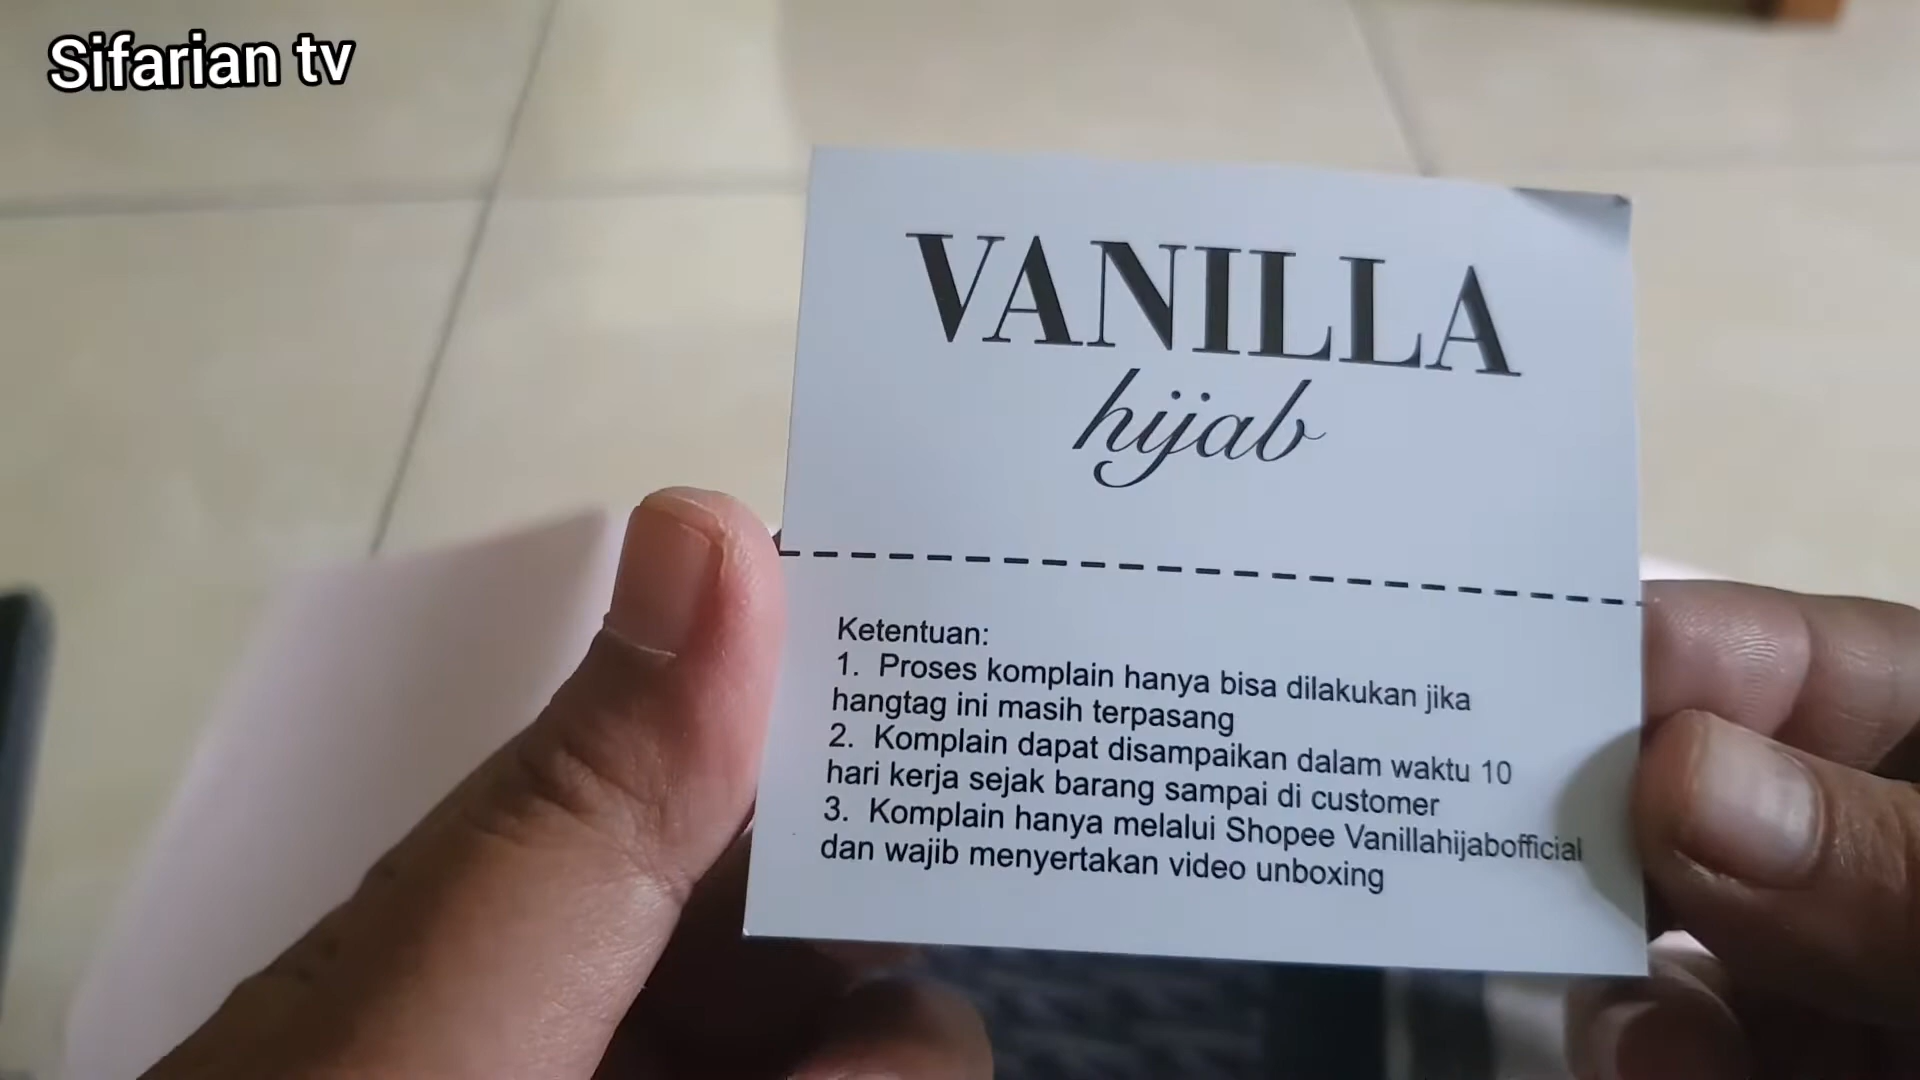 Sifarian tv
VANILLA
hijab
Ketentuan:
1. Proses komplain hanya bisa dilakukan jika
hangtag ini masih terpasang
2. Komplain dapat disampaikan dalam waktu 10
hari kerja sejak barang sampai di customer
3. Komplain hanya melalui Shopee Vanillahijabofficial
dan wajib menyertakan video unboxing